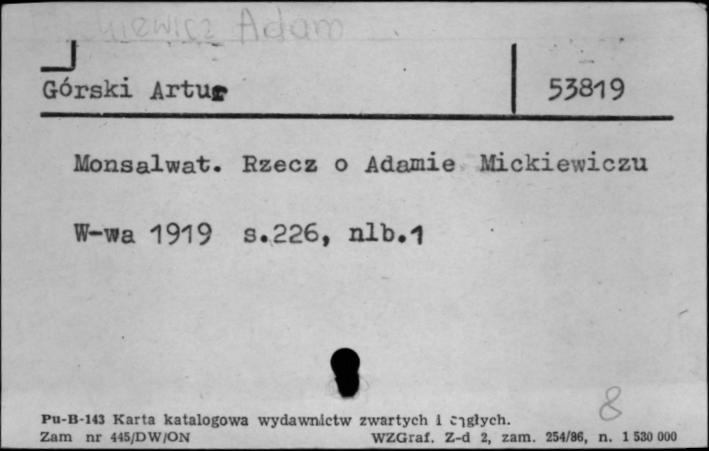 Adam
Górski Artur 53819
Monsalwat. Rzecz o Adamie Mickiewiczu
W-wa 1919 s.226, nlb.1
8
Pu-B-143 Karta katalogowa wydawnictw zwartych i ciągłych.
Zam nr 445/DW/ON WZGraf. Z-d 2, zam. 254/86, n. 1 530 000